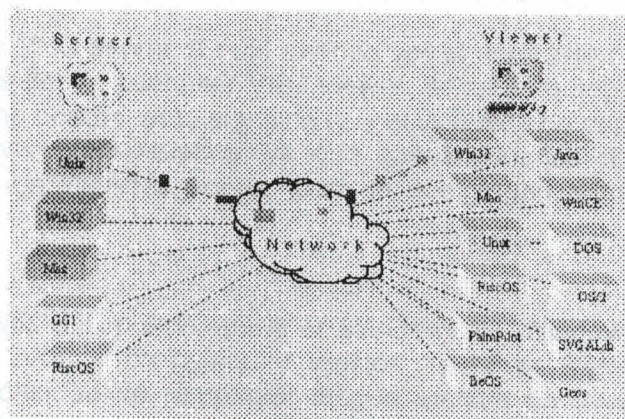 Server
Viewer
Unix
Win32
Mac
GGI
RiscOS
Network
Win32
Java
Mac
WinCE
Unix
DOS
RiscOS
OS/2
PalmPilot
SVGALib
BeOS
Geos